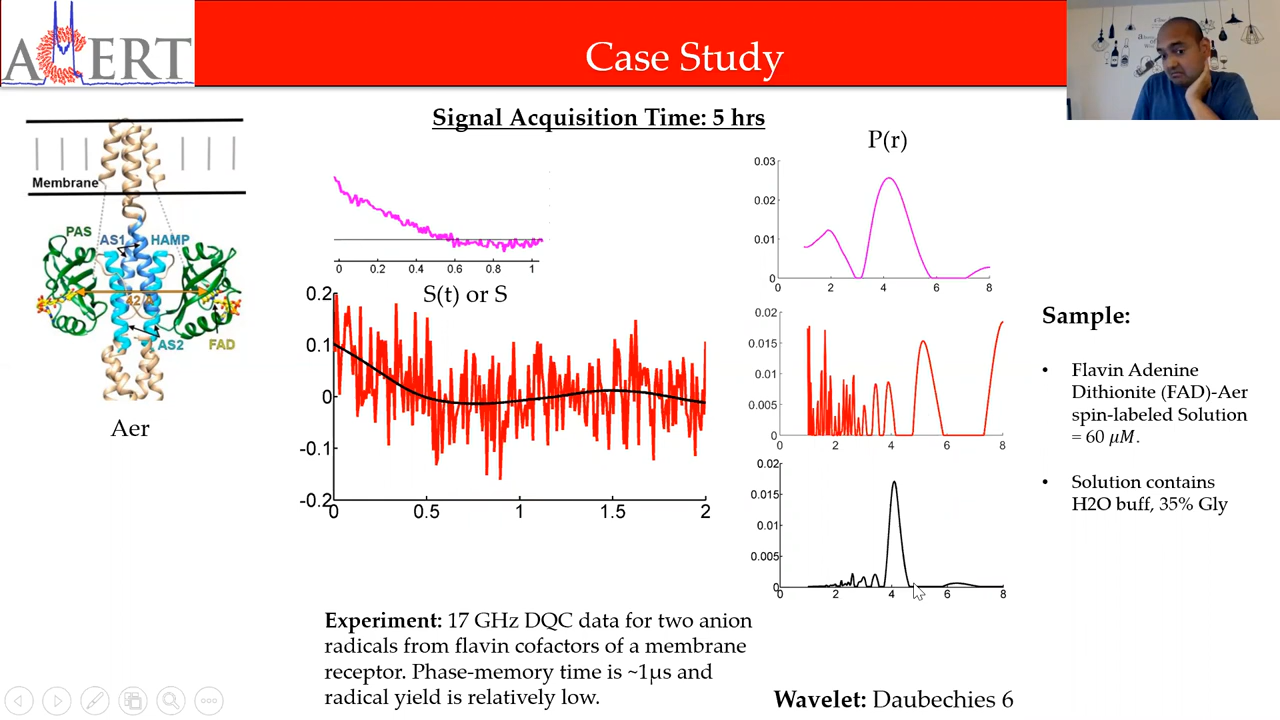 ACERT
Case Study
Signal Acquisition Time: 5 hrs
Membrane
PAS
AS1
HAMP
42Å
AS2
FAD
Aer
0 0.2 0.4 0.6 0.8 1
S(t) or S
0.2
0.1
0
-0.1
-0.2
0 0.5 1 1.5 2
P(r)
0.03
0.02
0.01
0
2 4 6 8
0.02
0.015
0.01
0.005
0
0 2 4 6 8
0.02
0.015
0.01
0.005
0
0 2 4 6 8
Sample:
• Flavin Adenine
Dithionite (FAD)-Aer
spin-labeled Solution
= 60 μM.
• Solution contains
H2O buff, 35% Gly
Experiment: 17 GHz DQC data for two anion
radicals from flavin cofactors of a membrane
receptor. Phase-memory time is ~1μs and
radical yield is relatively low.
Wavelet: Daubechies 6